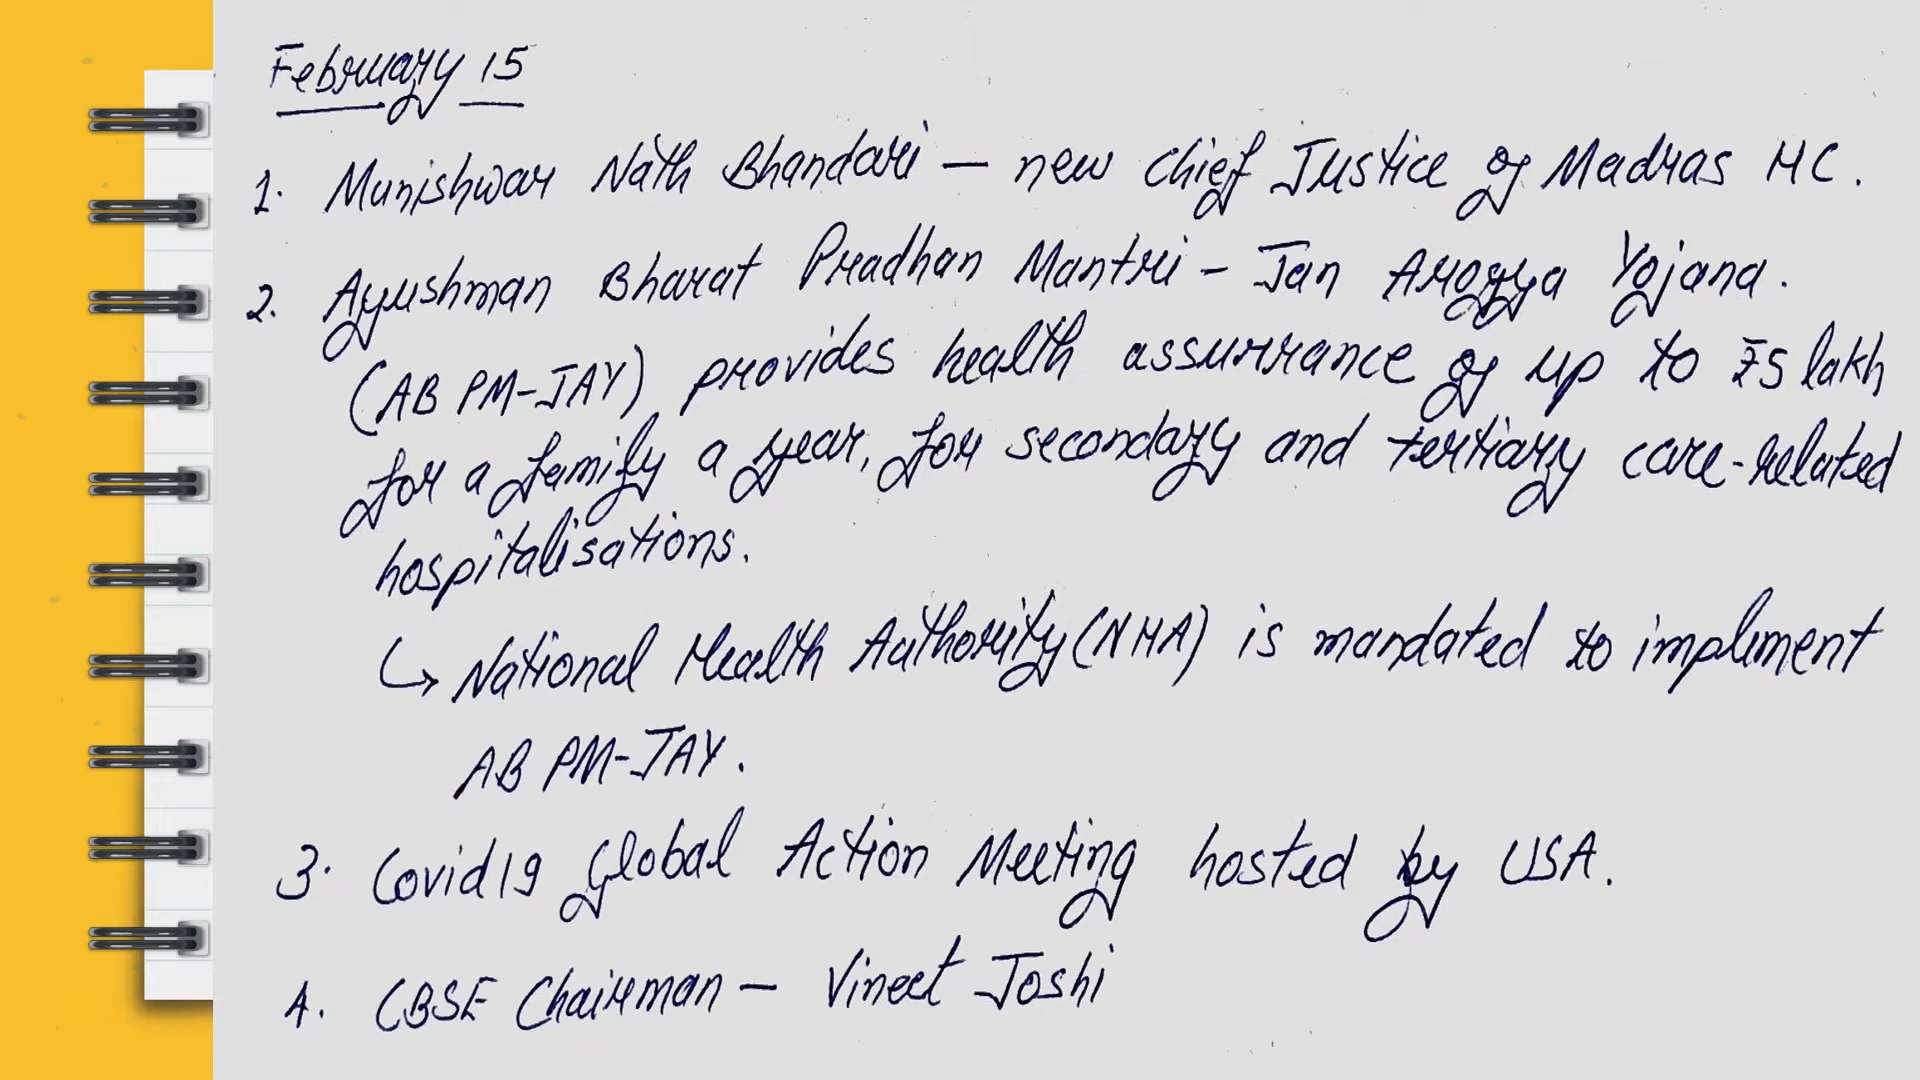 February 15
1. Munishwar Nath Bhandari — new Chief Justice of Madras HC.
2. Ayushman Bharat Pradhan Mantri - Jan Arogya Yojana.
(AB PM-JAY) provides health assurrance of up to ₹5 lakh
for a family a year, for secondary and tertiary care-related
hospitalisations.
↳ National Health Authority (NHA) is mandated to implement
AB PM-JAY.
3. Covid19 Global Action Meeting hosted by USA.
4. CBSE Chairman — Vineet Joshi